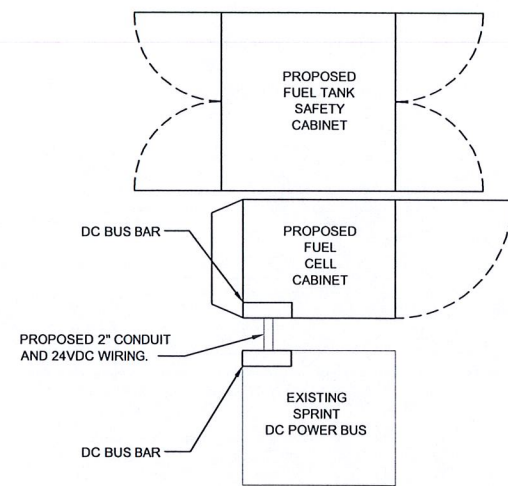 PROPOSED
FUEL TANK
SAFETY
CABINET
DC BUS BAR
PROPOSED
FUEL
CELL
CABINET
PROPOSED 2" CONDUIT
AND 24VDC WIRING.
EXISTING
SPRINT
DC POWER BUS
DC BUS BAR